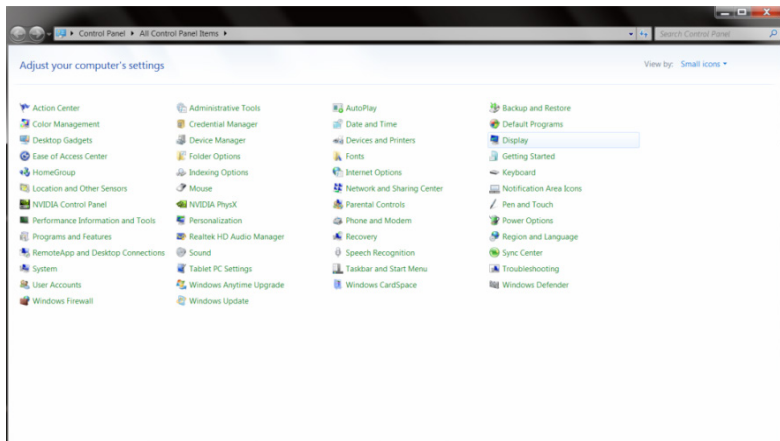 Control Panel All Control Panel Items Search Control Panel
Adjust your computer's settings View by: Small icons
Action Center Administrative Tools AutoPlay Backup and Restore
Color Management Credential Manager Date and Time Default Programs
Desktop Gadgets Device Manager Devices and Printers Display
Ease of Access Center Folder Options Fonts Getting Started
HomeGroup Indexing Options Internet Options Keyboard
Location and Other Sensors Mouse Network and Sharing Center Notification Area Icons
NVIDIA Control Panel NVIDIA PhysX Parental Controls Pen and Touch
Performance Information and Tools Personalization Phone and Modem Power Options
Programs and Features Realtek HD Audio Manager Recovery Region and Language
RemoteApp and Desktop Connections Sound Speech Recognition Sync Center
System Tablet PC Settings Taskbar and Start Menu Troubleshooting
User Accounts Windows Anytime Upgrade Windows CardSpace Windows Defender
Windows Firewall Windows Update